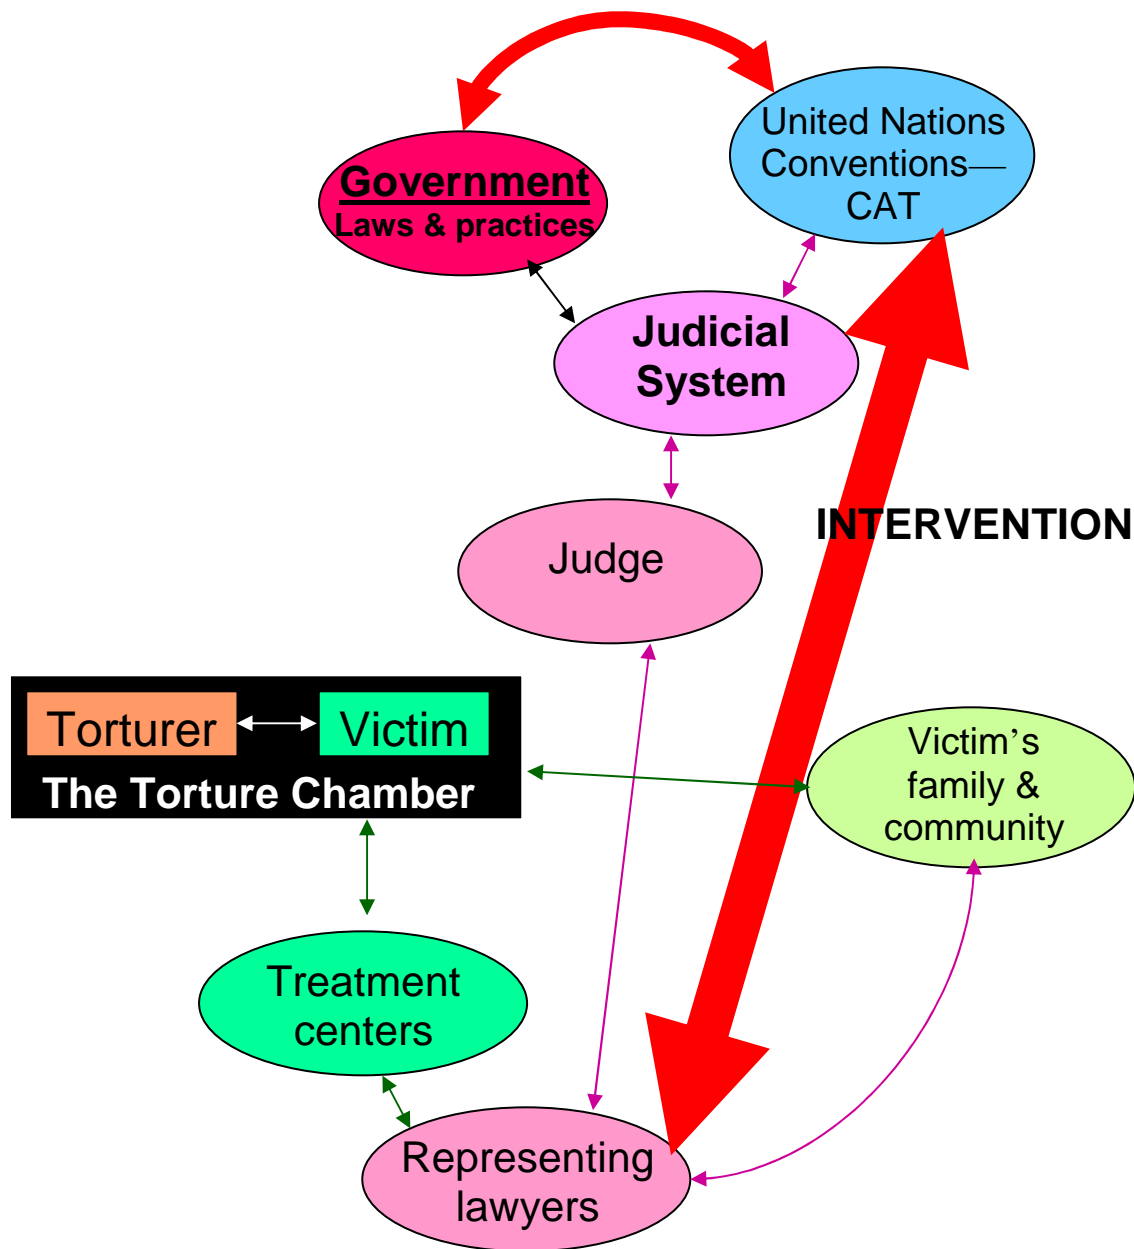 United Nations
Conventions—
CAT
Government
Laws & practices
Judicial
System
INTERVENTION
Judge
Torturer
Victim
The Torture Chamber
Victim’s
family &
community
Treatment
centers
Representing
lawyers